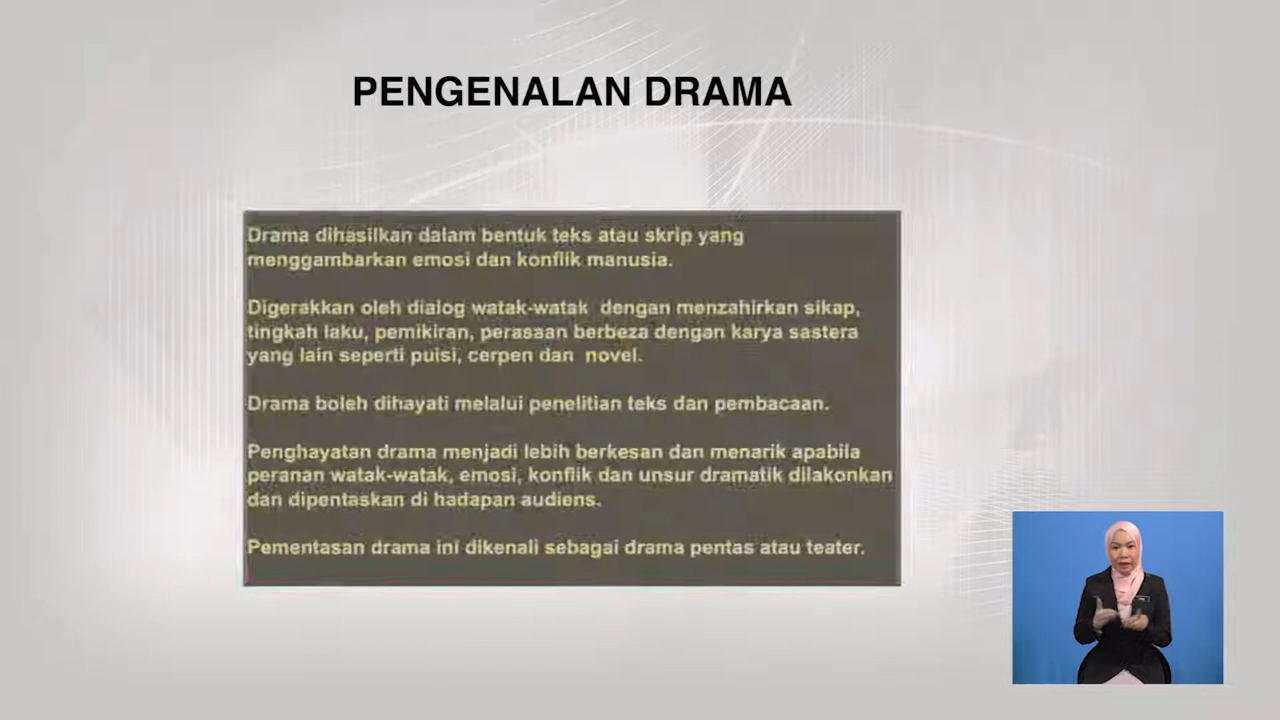 PENGENALAN DRAMA
Drama dihasilkan dalam bentuk teks atau skrip yang
menggambarkan emosi dan konflik manusia.
Digerakkan oleh dialog watak-watak dengan menzahirkan sikap,
tingkah laku, pemikiran, perasaan berbeza dengan karya sastera
yang lain seperti puisi, cerpen dan novel.
Drama boleh dihayati melalui penelitian teks dan pembacaan.
Penghayatan drama menjadi lebih berkesan dan menarik apabila
peranan watak-watak, emosi, konflik dan unsur dramatik dilakonkan
dan dipentaskan di hadapan audiens.
Pementasan drama ini dikenali sebagai drama pentas atau teater.